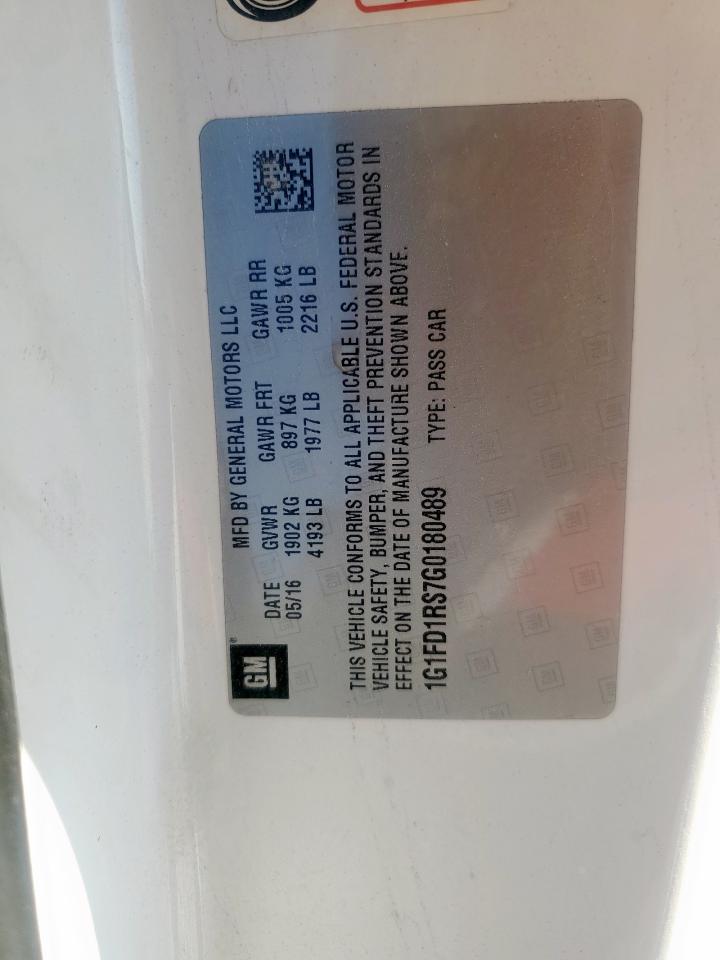 GM
MFD BY GENERAL MOTORS LLC
DATE GVWR GAWR FRT GAWR RR
05/16 1902 KG 897 KG 1005 KG
4193 LB 1977 LB 2216 LB
THIS VEHICLE CONFORMS TO ALL APPLICABLE U.S. FEDERAL MOTOR
VEHICLE SAFETY, BUMPER, AND THEFT PREVENTION STANDARDS IN
EFFECT ON THE DATE OF MANUFACTURE SHOWN ABOVE.
1G1FD1RS7G0180489 TYPE: PASS CAR